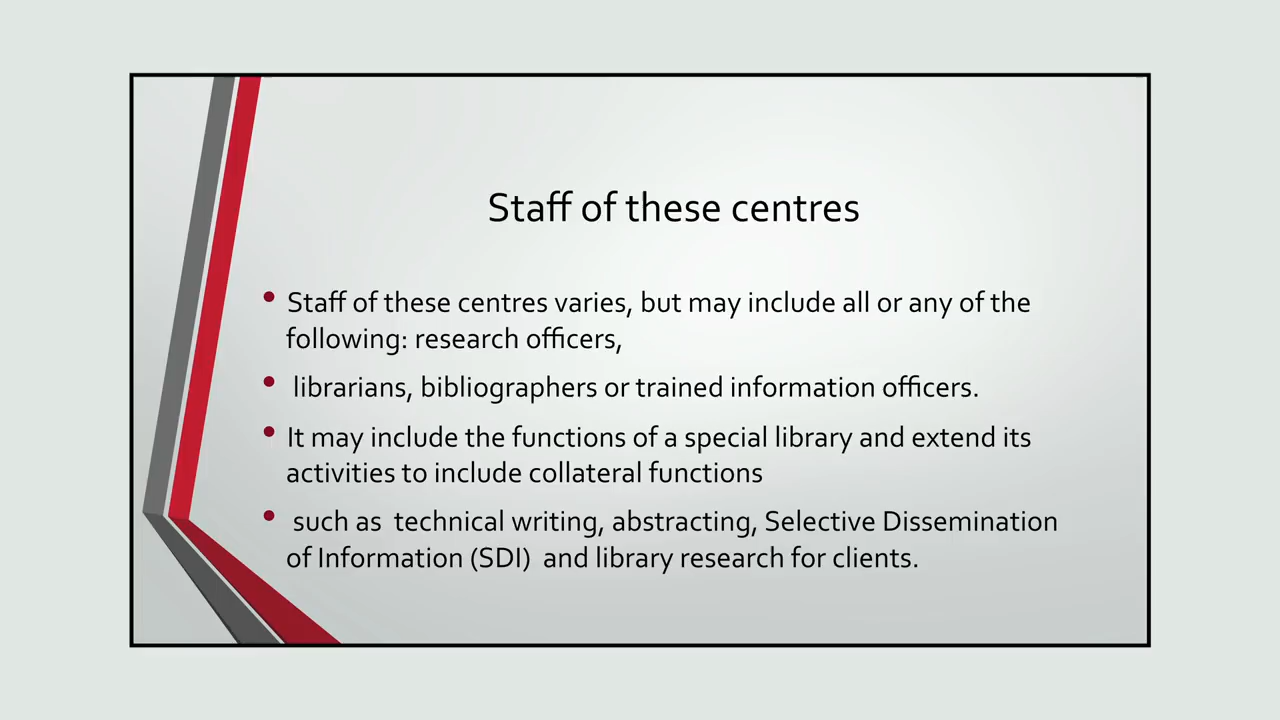 Staff of these centres
• Staff of these centres varies, but may include all or any of the
following: research officers,
• librarians, bibliographers or trained information officers.
• It may include the functions of a special library and extend its
activities to include collateral functions
• such as technical writing, abstracting, Selective Dissemination
of Information (SDI) and library research for clients.